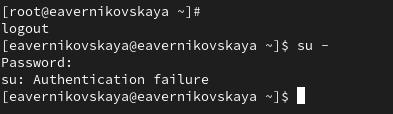 [root@eavernikovskaya ~]#
logout
[eavernikovskaya@eavernikovskaya ~]$ su -
Password:
su: Authentication failure
[eavernikovskaya@eavernikovskaya ~]$